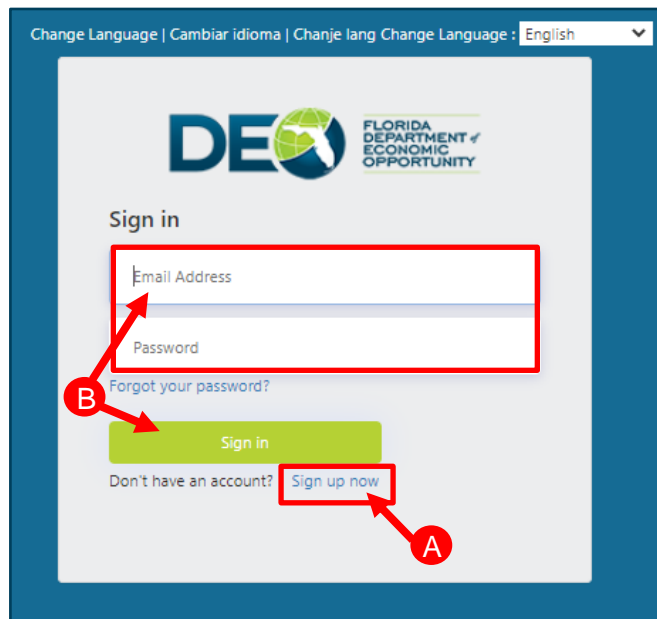 Change Language | Cambiar idioma | Chanje lang Change Language : English
DEO
FLORIDA
DEPARTMENT of
ECONOMIC
OPPORTUNITY
Sign in
Email Address
Password
B
Forgot your password?
Sign in
Don't have an account? Sign up now
A